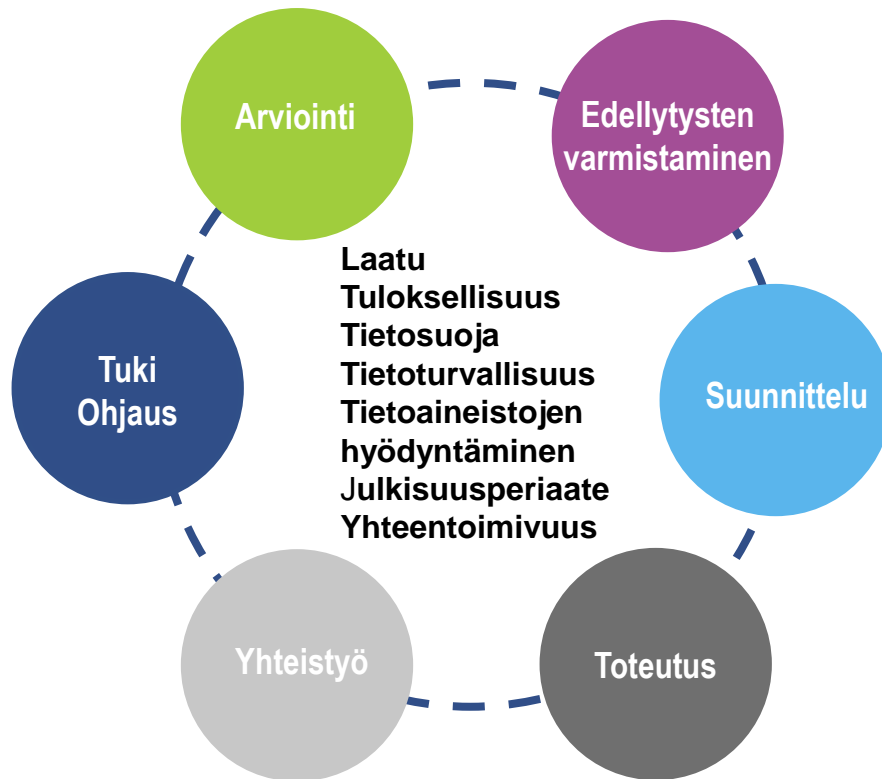 Arviointi
Edellytysten
varmistaminen
Laatu
Tuloksellisuus
Tietosuoja
Tietoturvallisuus
Tietoaineistojen
hyödyntäminen
Julkisuusperiaate
Yhteentoimivuus
Tuki
Ohjaus
Suunnittelu
Yhteistyö
Toteutus